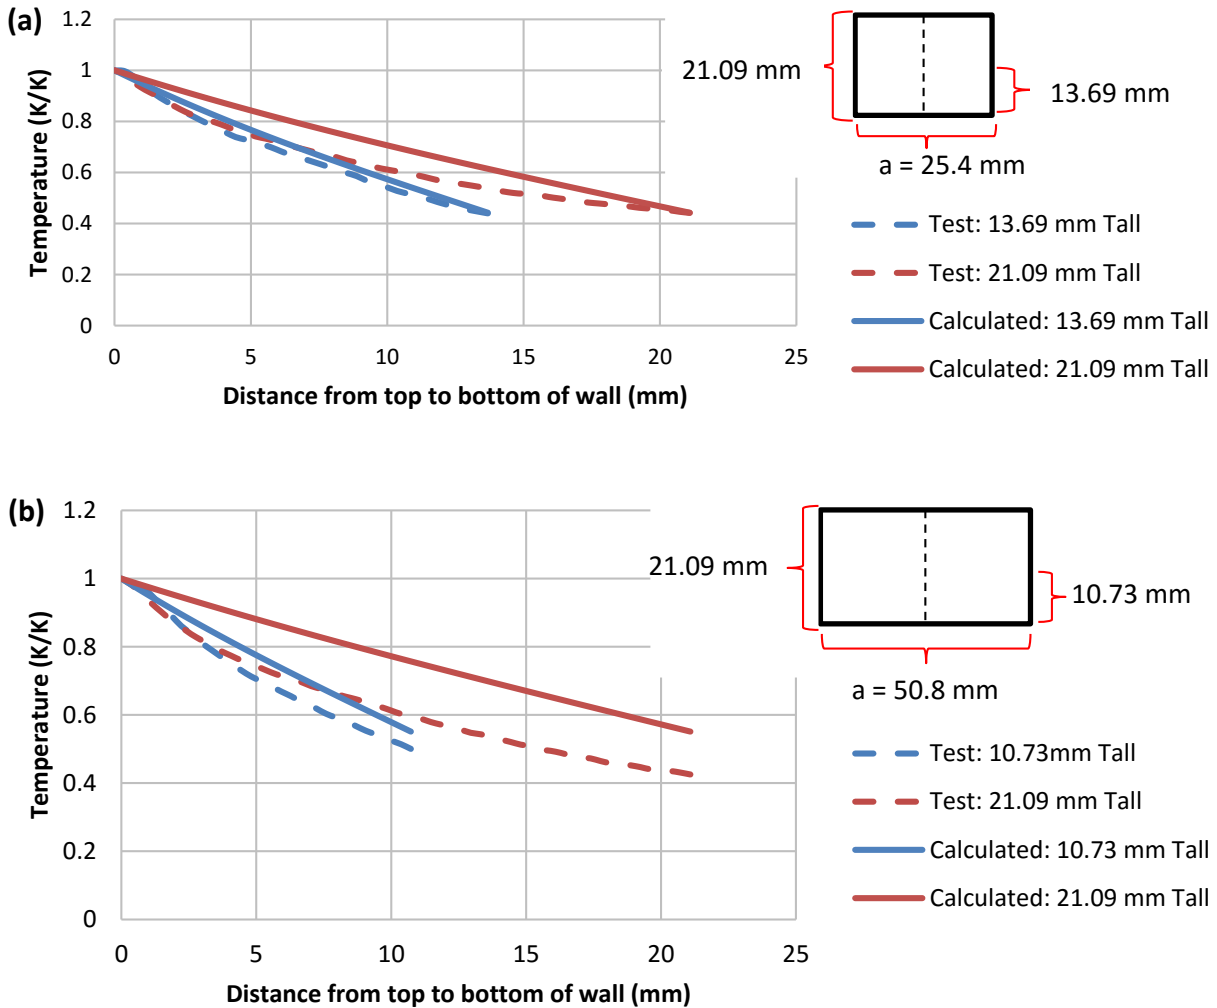 (a)
1.2
1
0.8
0.6
0.4
0.2
0
Temperature (K/K)
0 5 10 15 20 25
Distance from top to bottom of wall (mm)
21.09 mm
13.69 mm
a = 25.4 mm
Test: 13.69 mm Tall
Test: 21.09 mm Tall
Calculated: 13.69 mm Tall
Calculated: 21.09 mm Tall
(b)
1.2
1
0.8
0.6
0.4
0.2
0
Temperature (K/K)
0 5 10 15 20 25
Distance from top to bottom of wall (mm)
21.09 mm
10.73 mm
a = 50.8 mm
Test: 10.73mm Tall
Test: 21.09 mm Tall
Calculated: 10.73 mm Tall
Calculated: 21.09 mm Tall